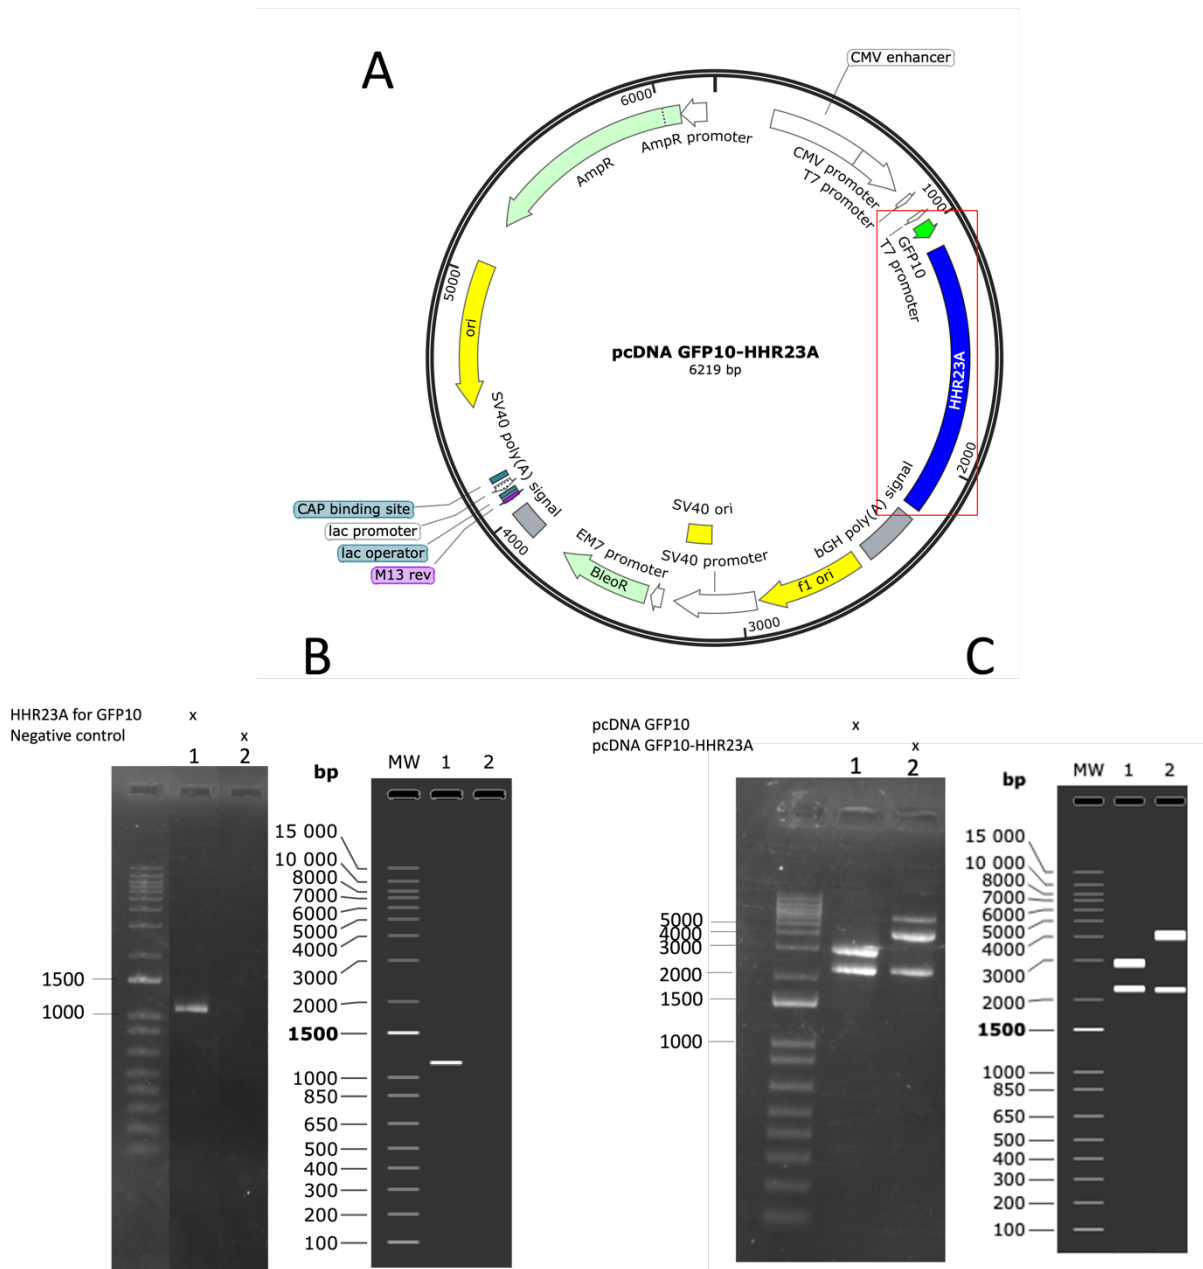 A
CMV enhancer
6000
AmpR promoter
AmpR
CMV promoter
T7 promoter
1000
GFP10
T7 promoter
5000
ori
pcDNA GFP10-HHR23A
6219 bp
HHR23A
2000
SV40 poly(A) signal
CAP binding site
lac promoter
lac operator
M13 rev
4000
EM7 promoter
BleoR
SV40 ori
SV40 promoter
bGH poly(A) signal
f1 ori
3000
B
C
HHR23A for GFP10 x
Negative control x
1 2
bp
MW 1 2
15 000
10 000
8000
7000
6000
5000
4000
3000
2000
1500
1000
850
650
500
400
300
200
100
1500
1000
pcDNA GFP10 x
pcDNA GFP10-HHR23A x
1 2
5000
4000
3000
2000
1500
1000
bp
MW 1 2
15 000
10 000
8000
7000
6000
5000
4000
3000
2000
1500
1000
850
650
500
400
300
200
100